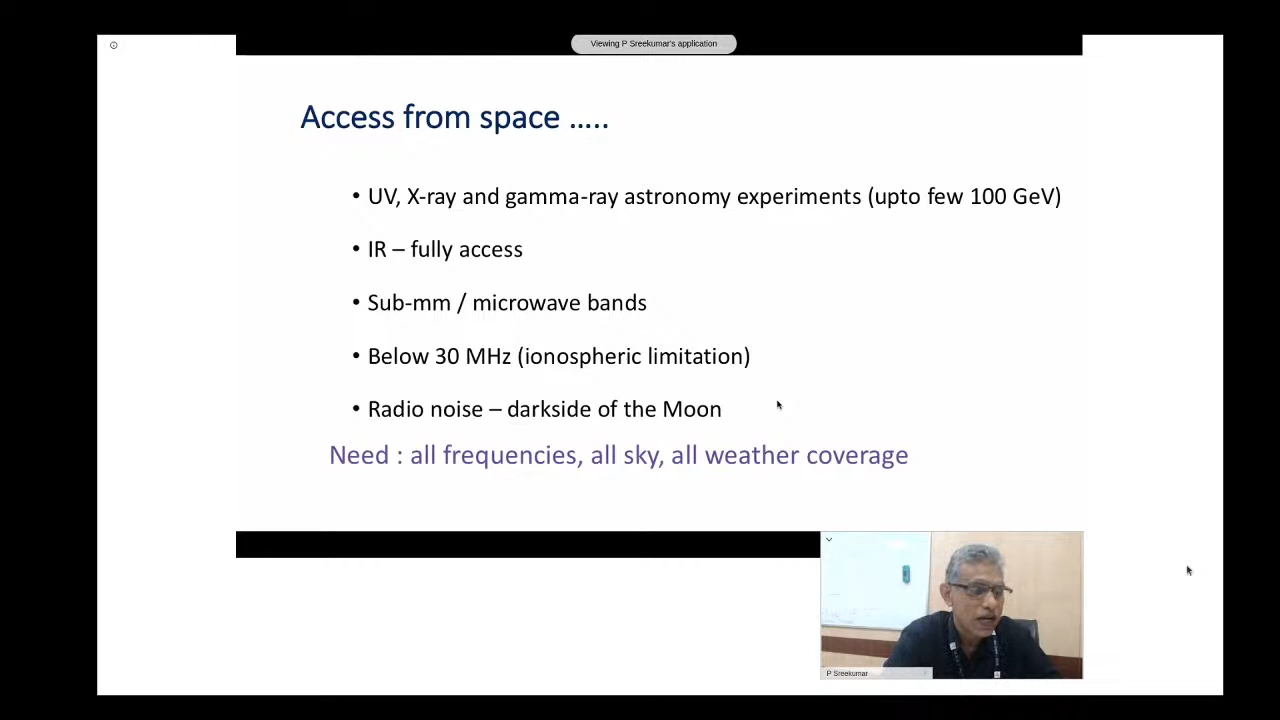 Viewing P Sreekumar's application
Access from space …..
• UV, X-ray and gamma-ray astronomy experiments (upto few 100 GeV)
• IR – fully access
• Sub-mm / microwave bands
• Below 30 MHz (ionospheric limitation)
• Radio noise – darkside of the Moon
Need : all frequencies, all sky, all weather coverage
P Sreekumar